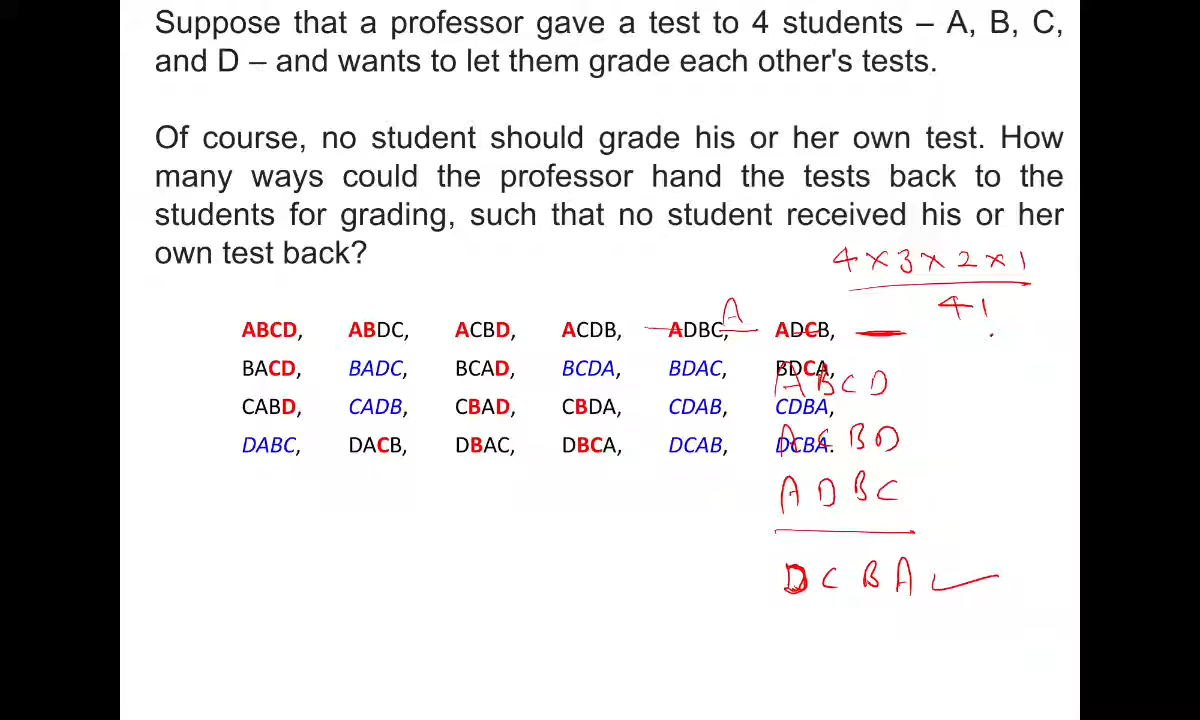 Suppose that a professor gave a test to 4 students – A, B, C,
and D – and wants to let them grade each other's tests.
Of course, no student should grade his or her own test. How
many ways could the professor hand the tests back to the
students for grading, such that no student received his or her
own test back?
4 × 3 × 2 × 1
4!
A
ABCD, ABDC, ACBD, ACDB, ADBC, ADCB,
BACD, BADC, BCAD, BCDA, BDAC, BDCA,
A B C D
CABD, CADB, CBAD, CBDA, CDAB, CDBA,
A C B D
DABC, DACB, DBAC, DBCA, DCAB, DCBA.
A D B C
D C B A